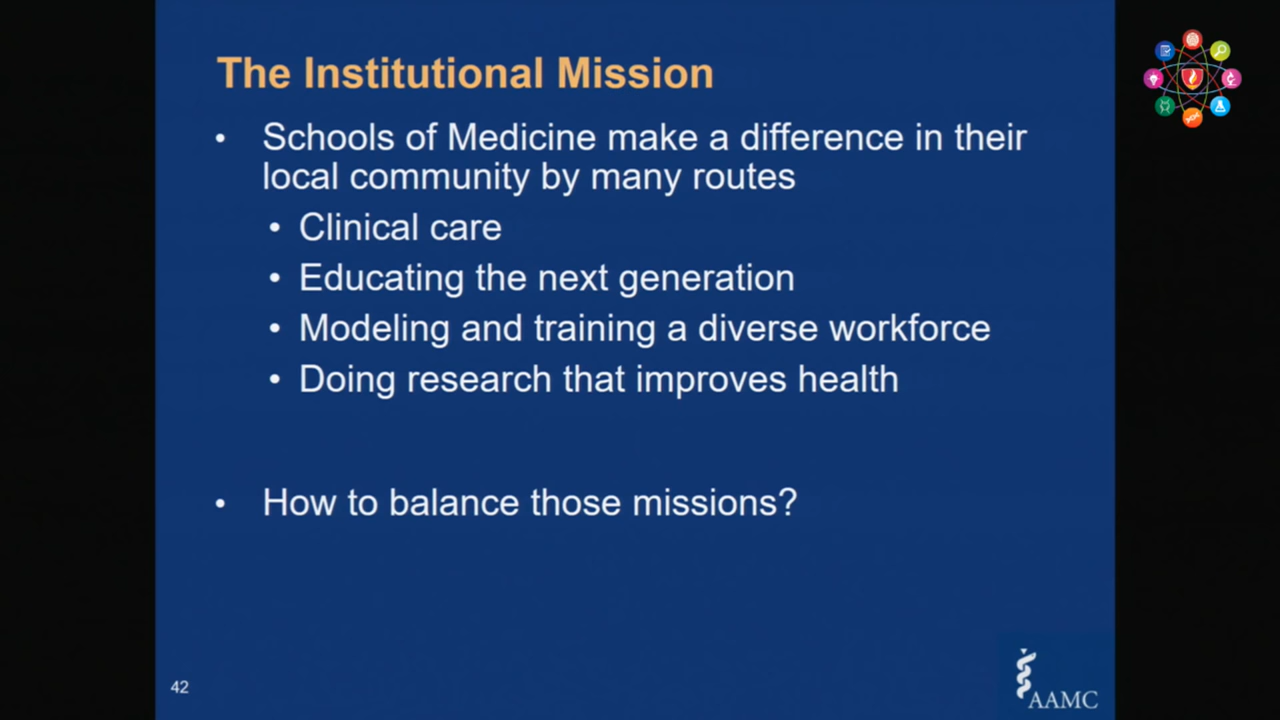 The Institutional Mission
• Schools of Medicine make a difference in their
local community by many routes
• Clinical care
• Educating the next generation
• Modeling and training a diverse workforce
• Doing research that improves health
• How to balance those missions?
42
AAMC